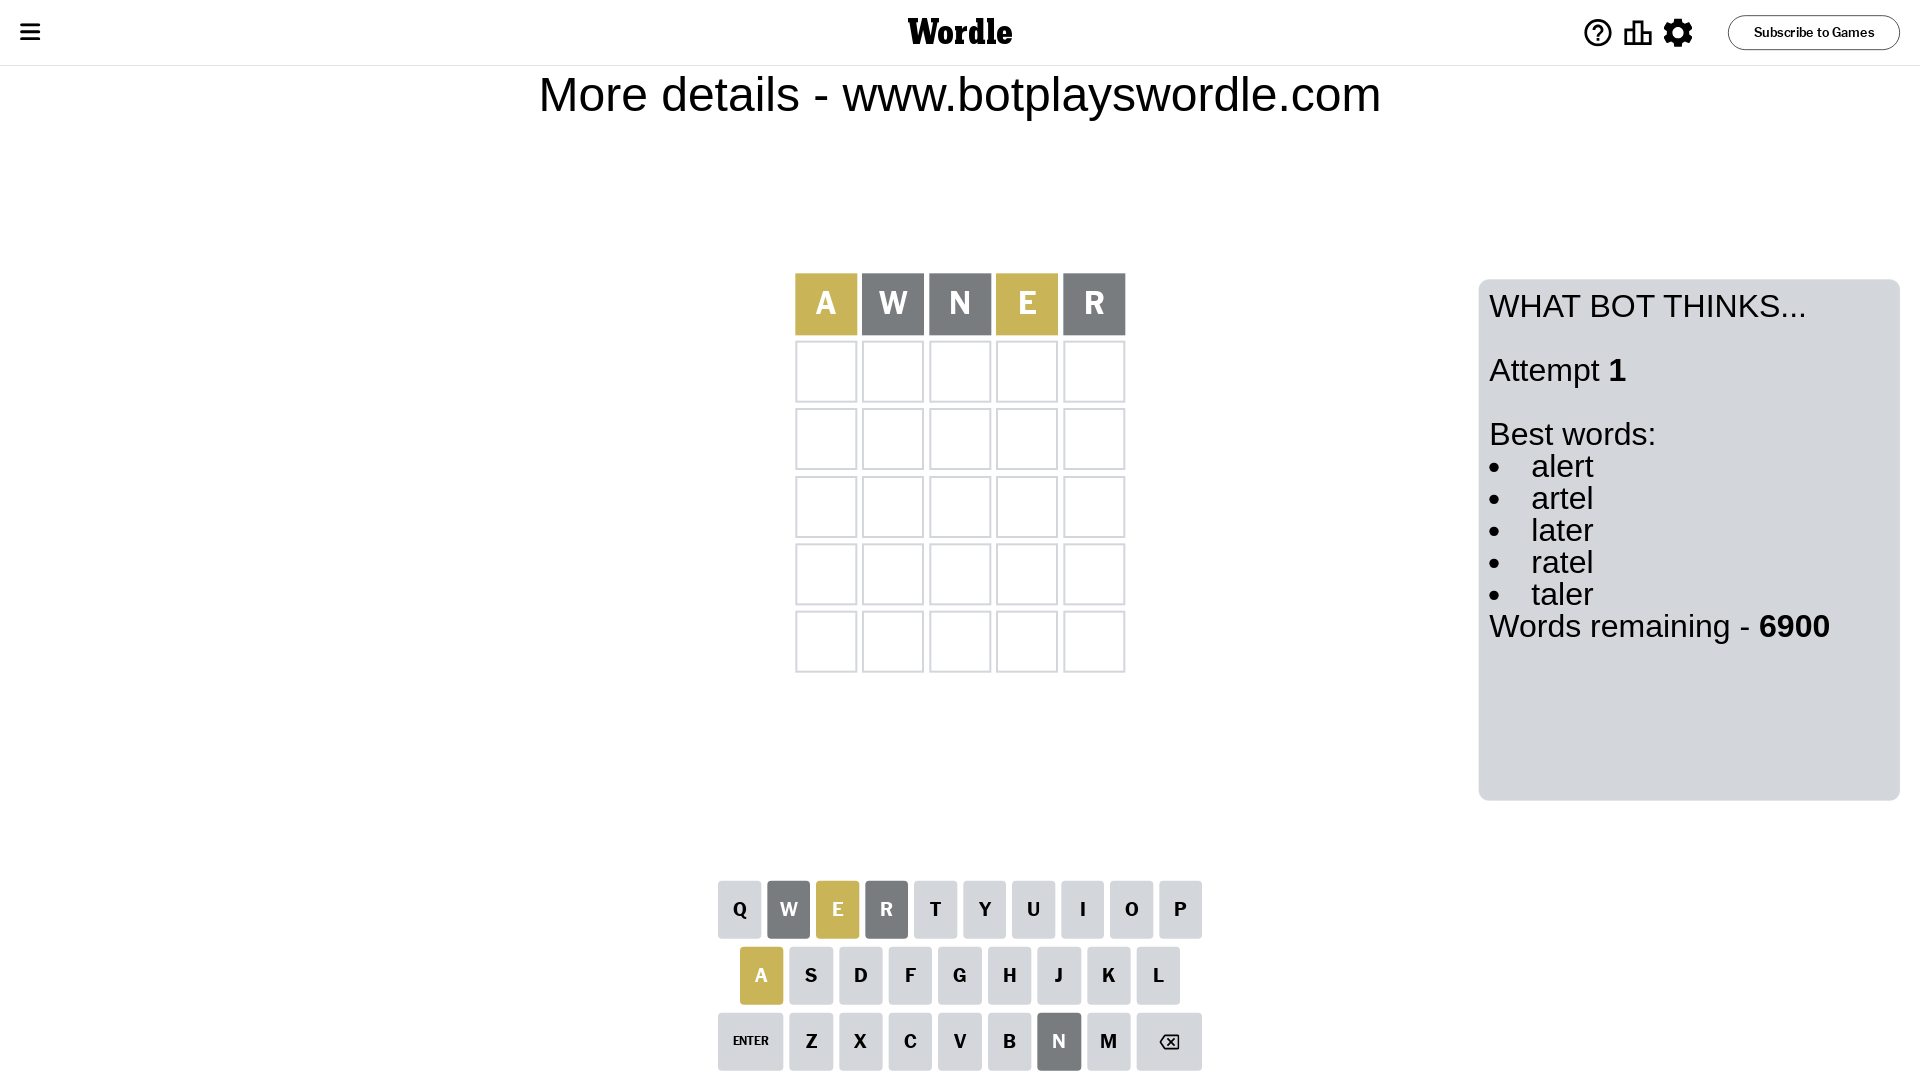 Wordle
Subscribe to Games
More details - www.botplayswordle.com
A W N E R
WHAT BOT THINKS...
Attempt 1
Best words:
• alert
• artel
• later
• ratel
• taler
Words remaining - 6900
Q W E R T Y U I O P
A S D F G H J K L
ENTER Z X C V B N M